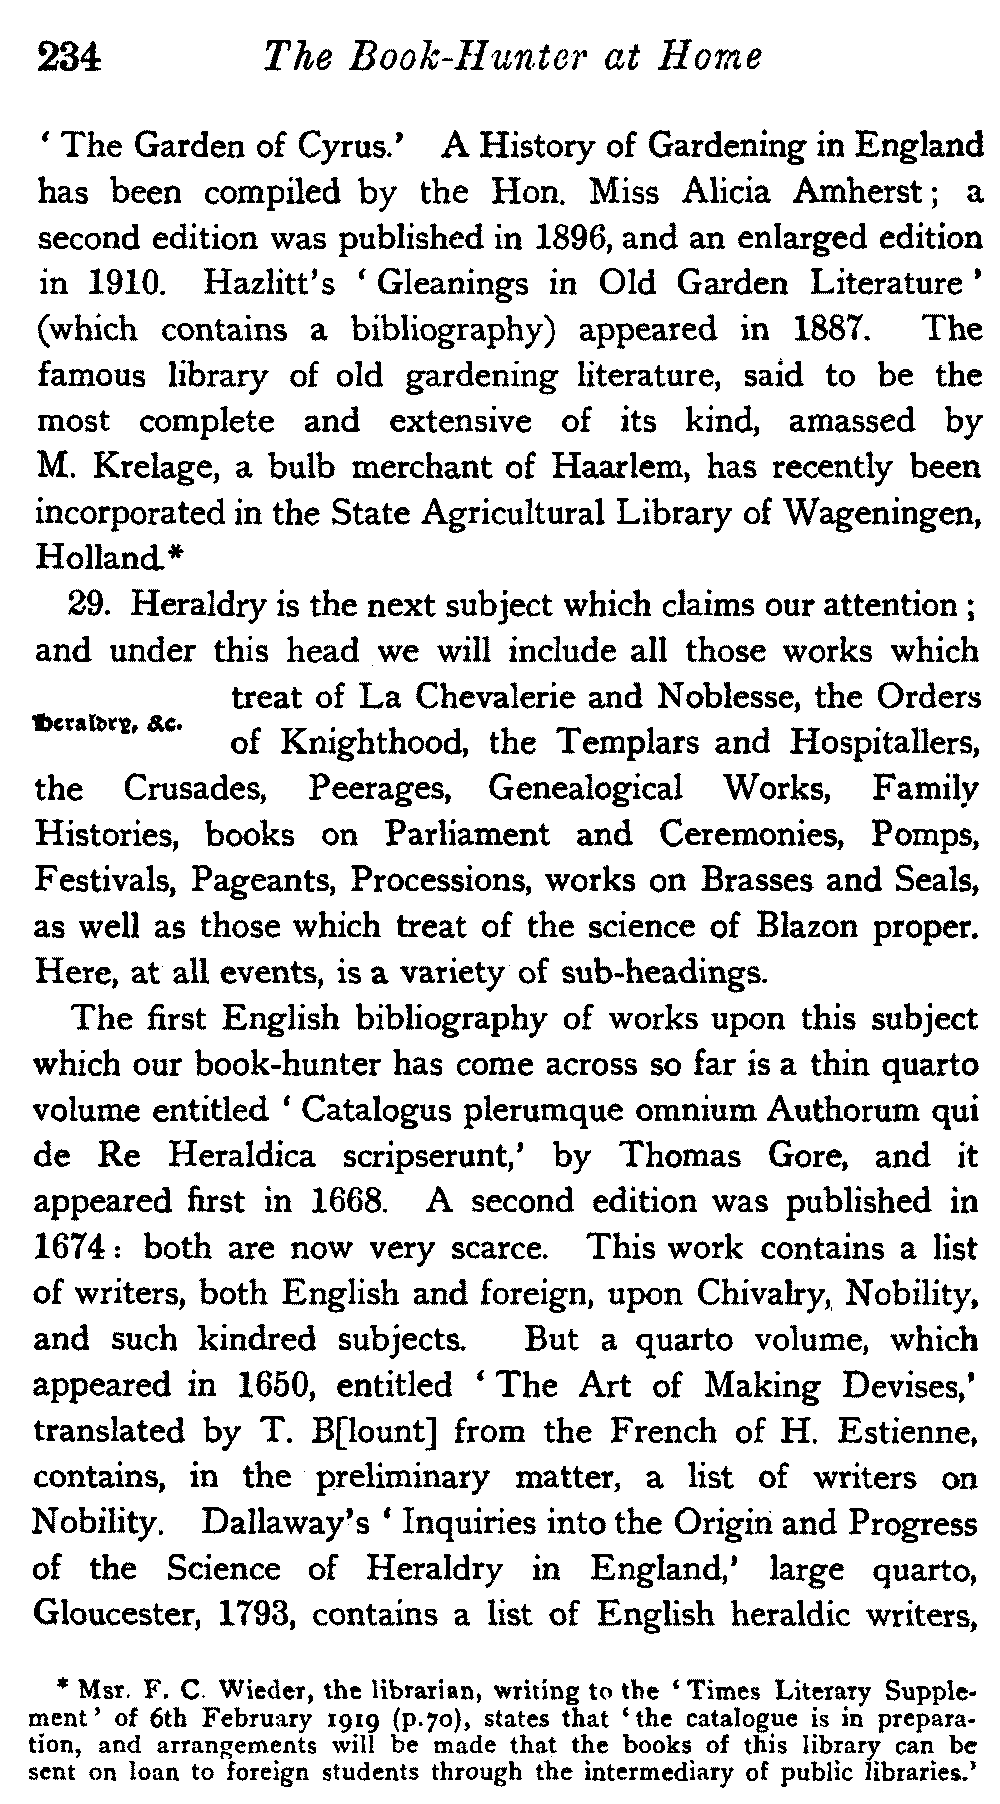 234 The Book-Hunter at Home
‘ The Garden of Cyrus.’ A History of Gardening in England
has been compiled by the Hon. Miss Alicia Amherst ; a
second edition was published in 1896, and an enlarged edition
in 1910. Hazlitt’s ‘ Gleanings in Old Garden Literature ’
(which contains a bibliography) appeared in 1887. The
famous library of old gardening literature, said to be the
most complete and extensive of its kind, amassed by
M. Krelage, a bulb merchant of Haarlem, has recently been
incorporated in the State Agricultural Library of Wageningen,
Holland.*
29. Heraldry is the next subject which claims our attention ;
and under this head we will include all those works which
treat of La Chevalerie and Noblesse, the Orders
Heraldry, &c.
of Knighthood, the Templars and Hospitallers,
the Crusades, Peerages, Genealogical Works, Family
Histories, books on Parliament and Ceremonies, Pomps,
Festivals, Pageants, Processions, works on Brasses and Seals,
as well as those which treat of the science of Blazon proper.
Here, at all events, is a variety of sub-headings.
The first English bibliography of works upon this subject
which our book-hunter has come across so far is a thin quarto
volume entitled ‘ Catalogus plerumque omnium Authorum qui
de Re Heraldica scripserunt,’ by Thomas Gore, and it
appeared first in 1668. A second edition was published in
1674 : both are now very scarce. This work contains a list
of writers, both English and foreign, upon Chivalry, Nobility,
and such kindred subjects. But a quarto volume, which
appeared in 1650, entitled ‘ The Art of Making Devises,’
translated by T. B[lount] from the French of H. Estienne,
contains, in the preliminary matter, a list of writers on
Nobility. Dallaway’s ‘ Inquiries into the Origin and Progress
of the Science of Heraldry in England,’ large quarto,
Gloucester, 1793, contains a list of English heraldic writers,
* Msr. F. C. Wieder, the librarian, writing to the ‘ Times Literary Supple-
ment ’ of 6th February 1919 (p. 70), states that ‘ the catalogue is in prepara-
tion, and arrangements will be made that the books of this library can be
sent on loan to foreign students through the intermediary of public libraries.’